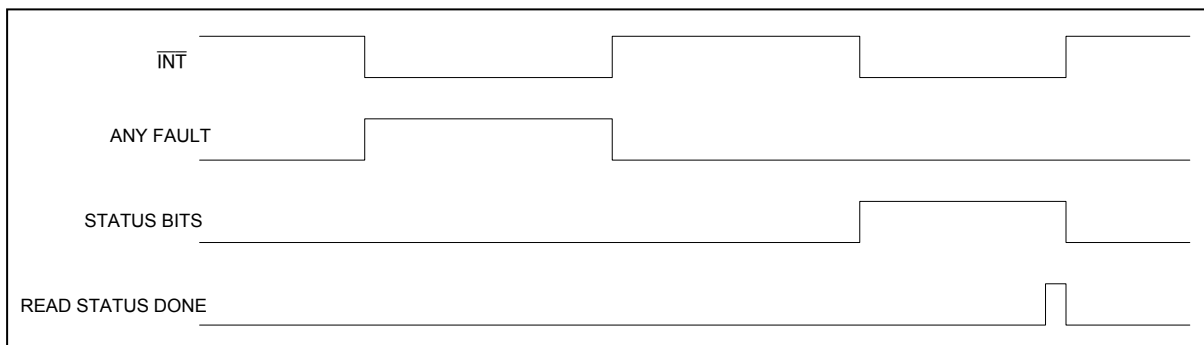 INT
ANY FAULT
STATUS BITS
READ STATUS DONE